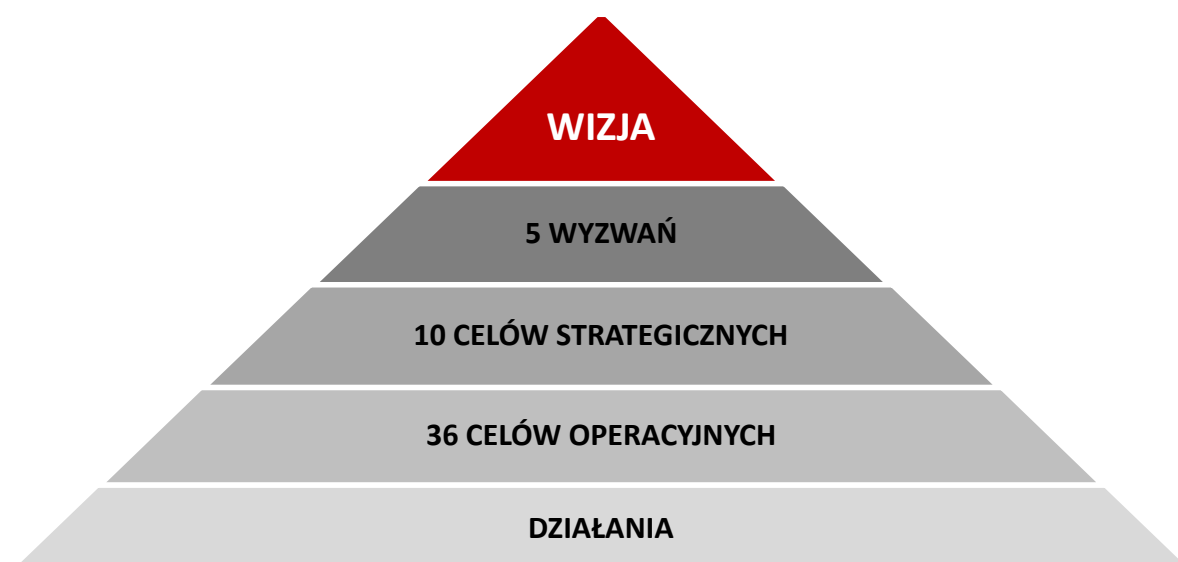 WIZJA
5 WYZWAŃ
10 CELÓW STRATEGICZNYCH
36 CELÓW OPERACYJNYCH
DZIAŁANIA